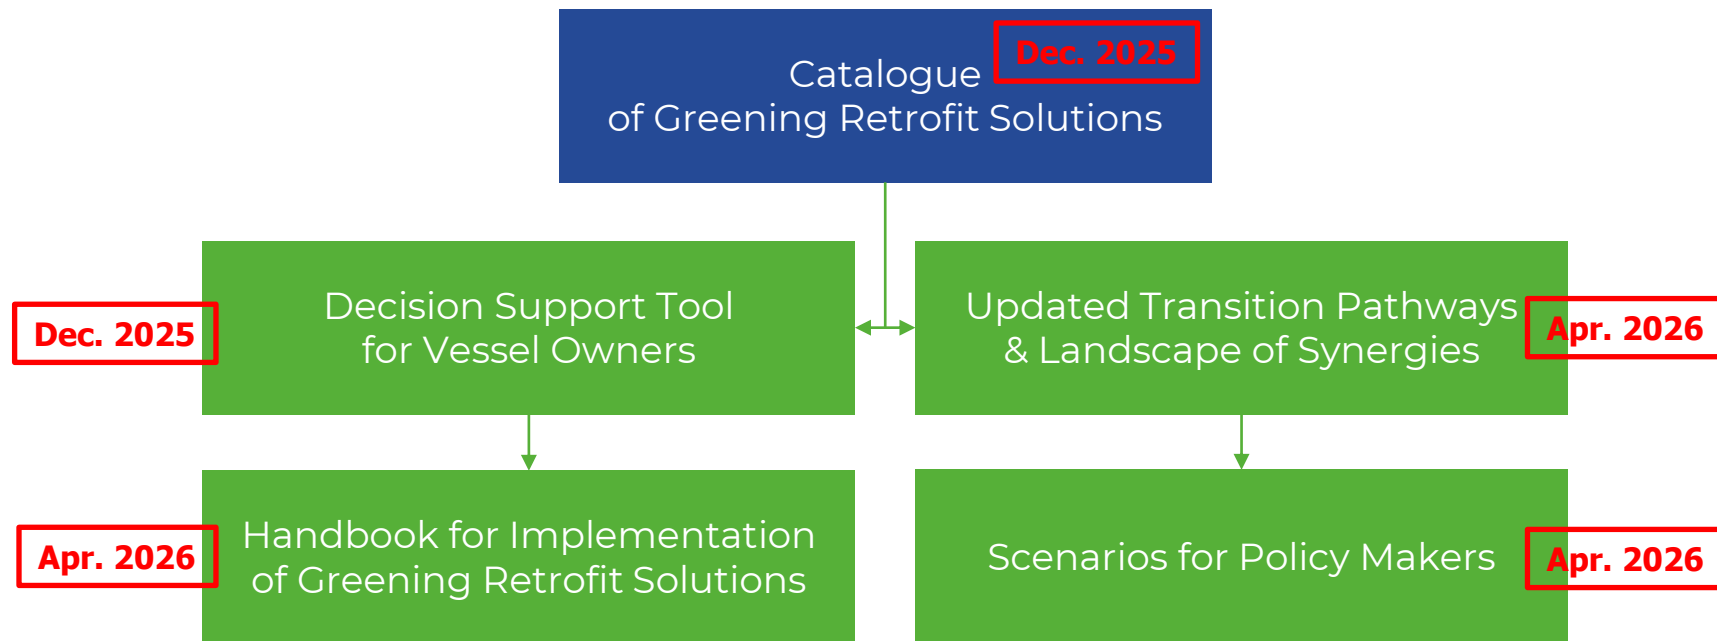 Dec. 2025
Catalogue
of Greening Retrofit Solutions
Decision Support Tool
for Vessel Owners
Dec. 2025
Updated Transition Pathways
& Landscape of Synergies
Apr. 2026
Handbook for Implementation
of Greening Retrofit Solutions
Apr. 2026
Scenarios for Policy Makers
Apr. 2026